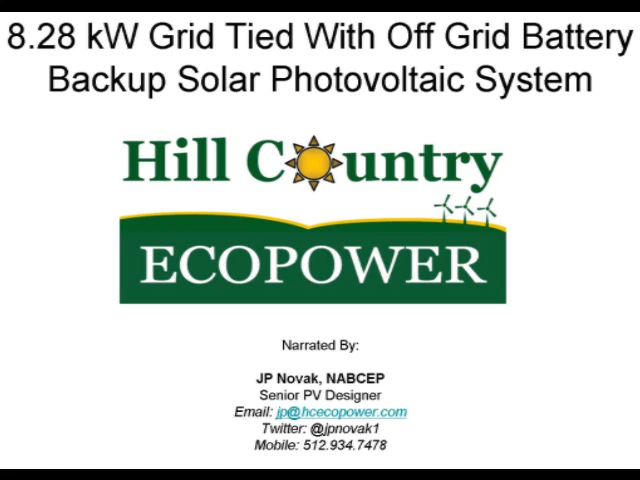 8.28 kW Grid Tied With Off Grid Battery
Backup Solar Photovoltaic System
Hill Country
ECOPOWER
Narrated By:
JP Novak, NABCEP
Senior PV Designer
Email: jp@hcecopower.com
Twitter: @jpnovak1
Mobile: 512.934.7478